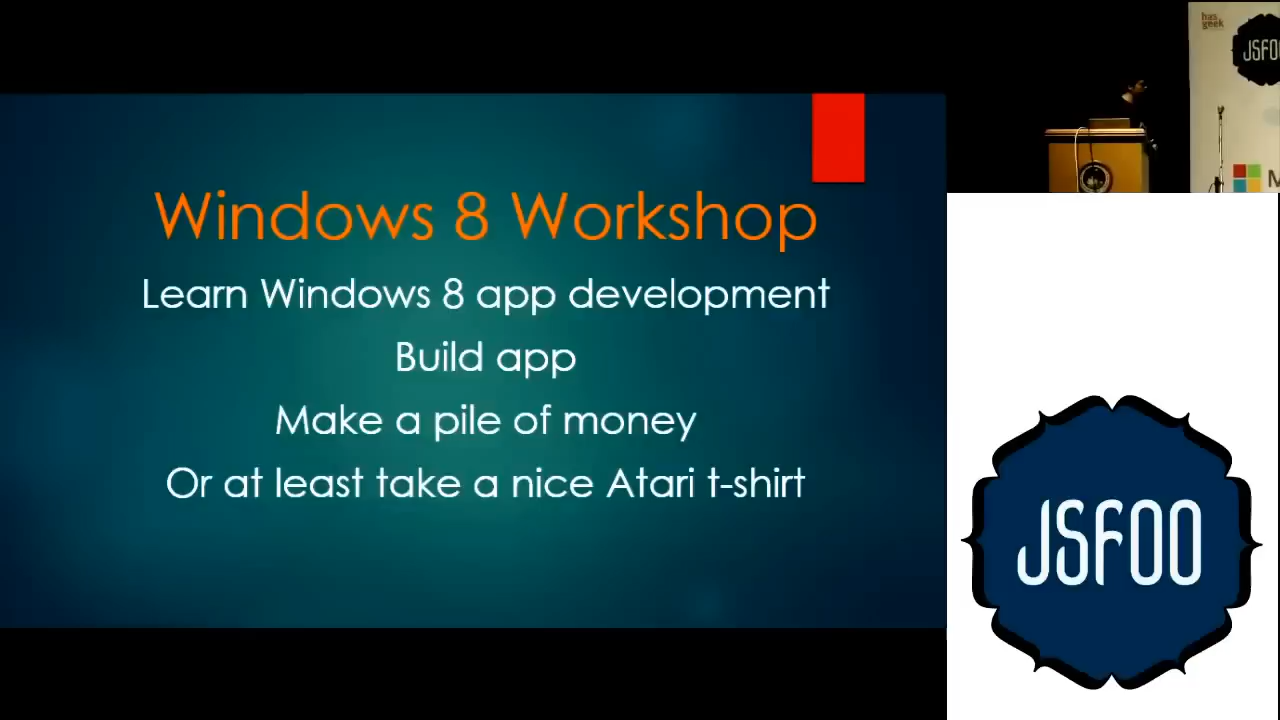 Windows 8 Workshop
Learn Windows 8 app development
Build app
Make a pile of money
Or at least take a nice Atari t-shirt
has
geek
JSFOO